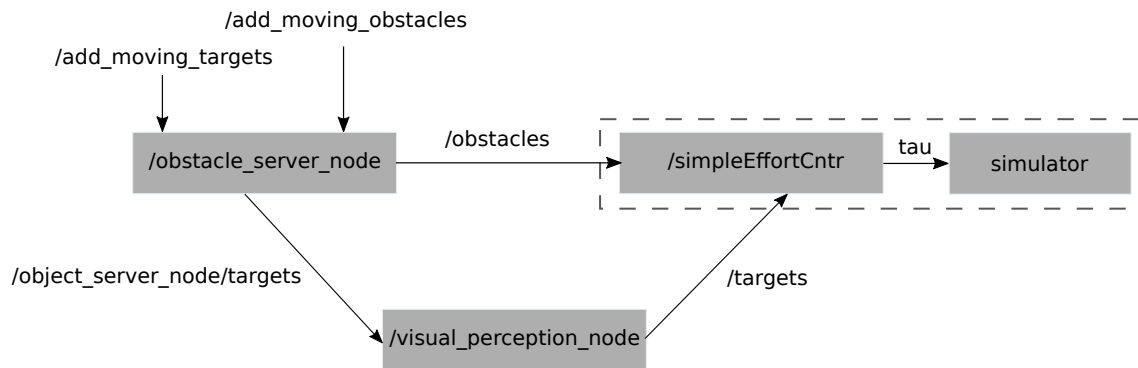 /add_moving_obstacles
/add_moving_targets
/obstacles
/obstacle_server_node
/simpleEffortCntr
tau
simulator
/object_server_node/targets
/targets
/visual_perception_node